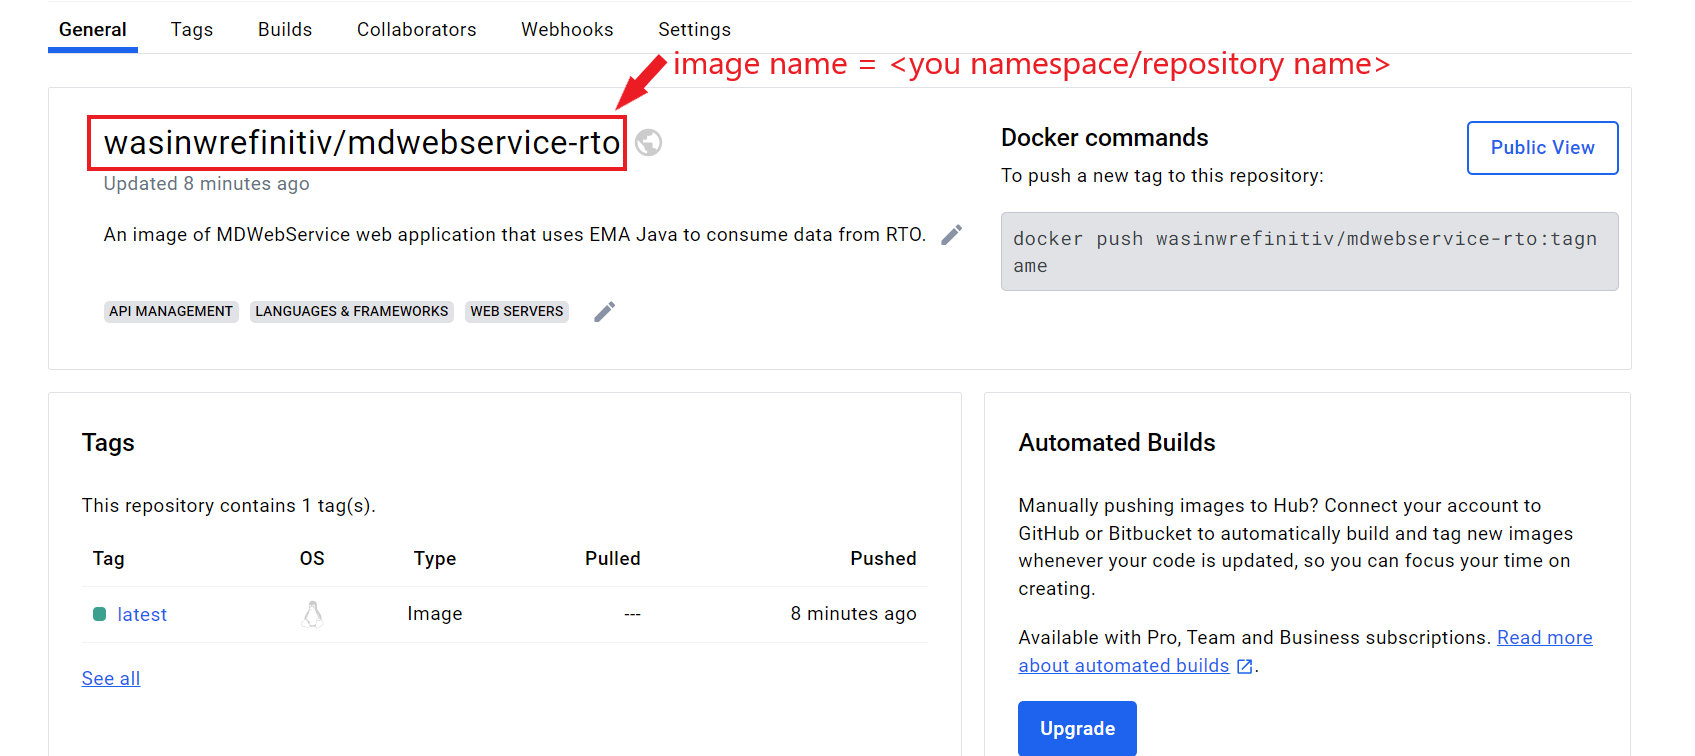 General Tags Builds Collaborators Webhooks Settings
image name = <you namespace/repository name>
wasinwrefinitiv/mdwebservice-rto
Updated 8 minutes ago
An image of MDWebService web application that uses EMA Java to consume data from RTO.
API MANAGEMENT LANGUAGES & FRAMEWORKS WEB SERVERS
Docker commands
Public View
To push a new tag to this repository:
docker push wasinwrefinitiv/mdwebservice-rto:tagn
ame
Tags
This repository contains 1 tag(s).
Tag OS Type Pulled Pushed
latest Image --- 8 minutes ago
See all
Automated Builds
Manually pushing images to Hub? Connect your account to
GitHub or Bitbucket to automatically build and tag new images
whenever your code is updated, so you can focus your time on
creating.
Available with Pro, Team and Business subscriptions. Read more
about automated builds .
Upgrade